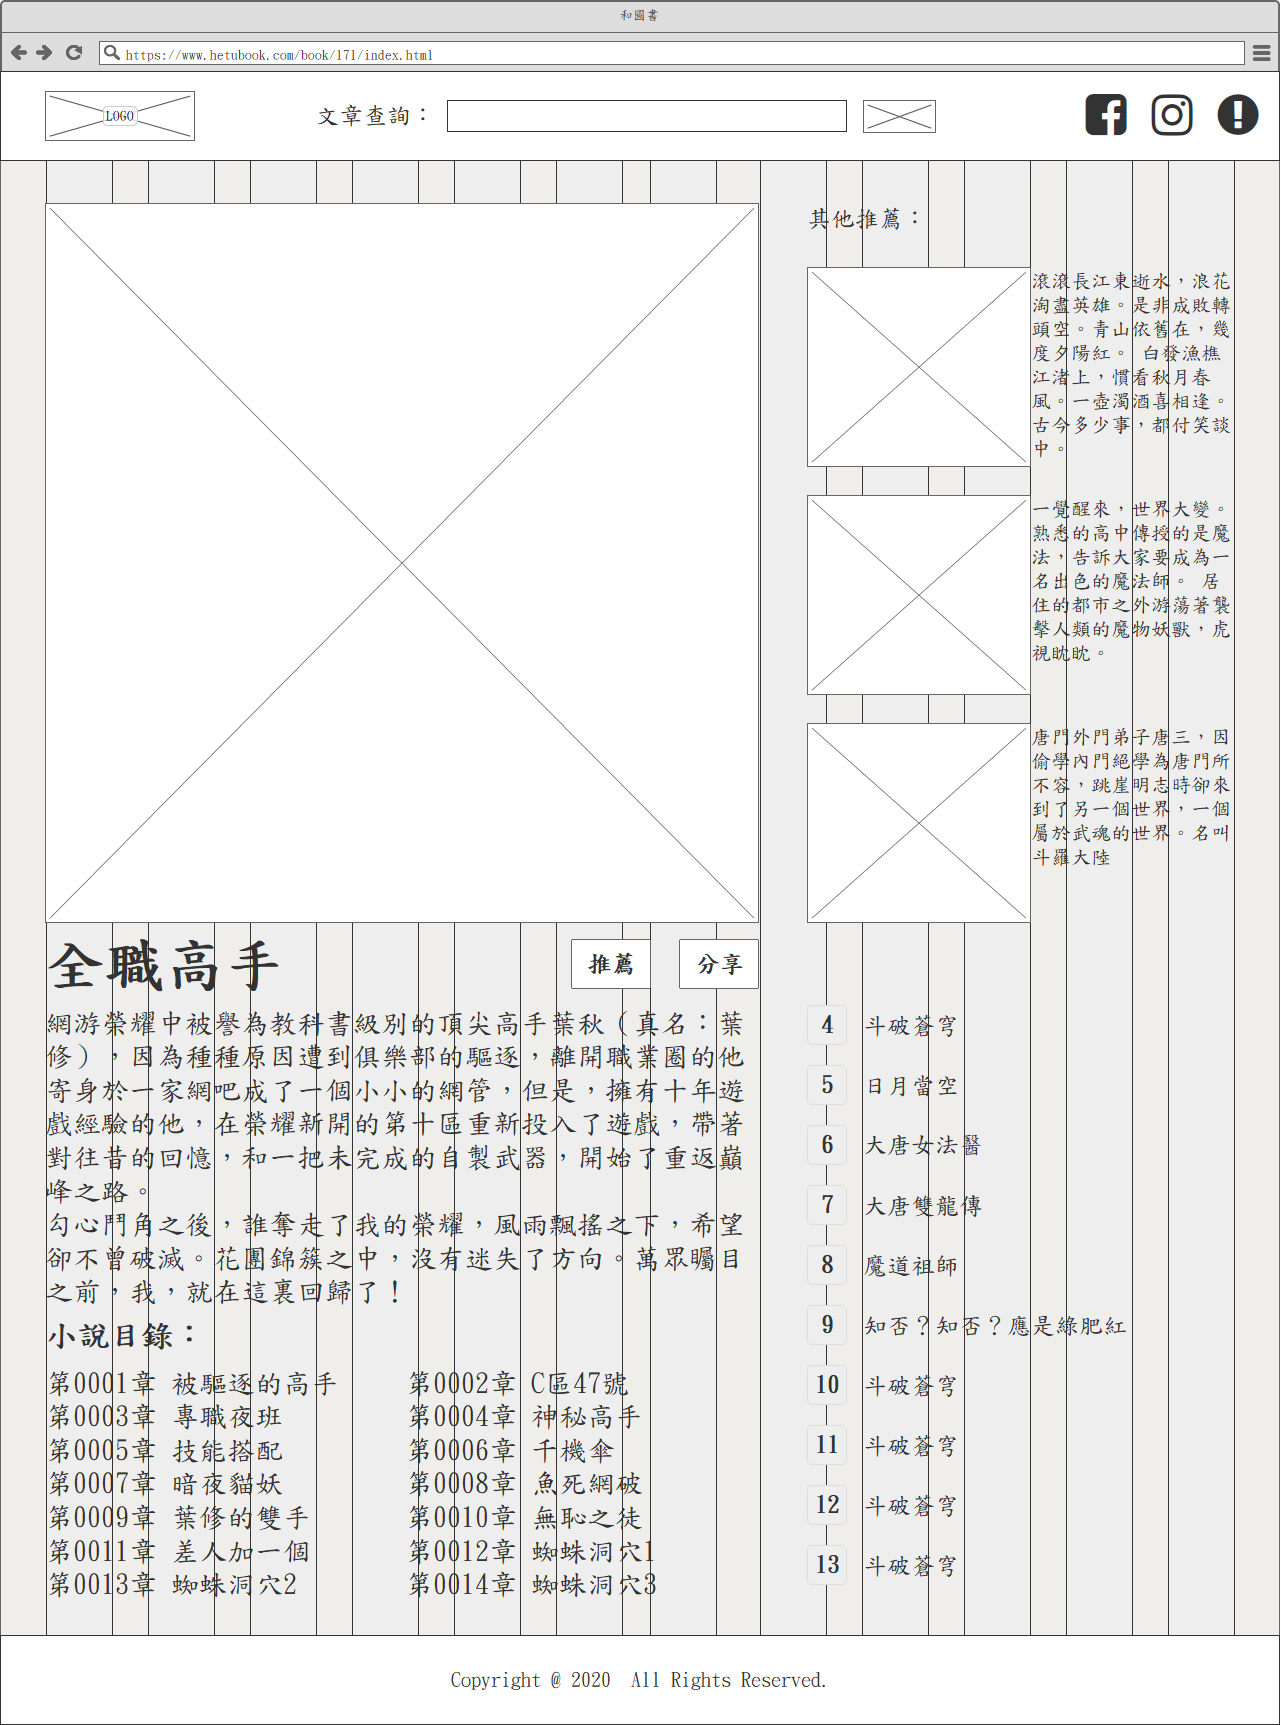 和圖書
https://www.hetubook.com/book/171/index.html
LOGO
文章查詢：
其他推薦：
滾滾長江東逝水，浪花
淘盡英雄。是非成敗轉
頭空。青山依舊在，幾
度夕陽紅。 白發漁樵
江渚上，慣看秋月春
風。一壺濁酒喜相逢。
古今多少事，都付笑談
中。
一覺醒來，世界大變。
熟悉的高中傳授的是魔
法，告訴大家要成為一
名出色的魔法師。 居
住的都市之外游蕩著襲
擊人類的魔物妖獸，虎
視眈眈。
唐門外門弟子唐三，因
偷學內門絕學為唐門所
不容，跳崖明志時卻來
到了另一個世界，一個
屬於武魂的世界。名叫
斗羅大陸
全職高手
推薦
分享
網游榮耀中被譽為教科書級別的頂尖高手葉秋（真名：葉
修），因為種種原因遭到俱樂部的驅逐，離開職業圈的他
寄身於一家網吧成了一個小小的網管，但是，擁有十年遊
戲經驗的他，在榮耀新開的第十區重新投入了遊戲，帶著
對往昔的回憶，和一把未完成的自製武器，開始了重返巔
峰之路。
勾心鬥角之後，誰奪走了我的榮耀，風雨飄搖之下，希望
卻不曾破滅。花團錦簇之中，沒有迷失了方向。萬眾矚目
之前，我，就在這裏回歸了！
小說目錄：
第0001章 被驅逐的高手 第0002章 C區47號
第0003章 專職夜班 第0004章 神秘高手
第0005章 技能搭配 第0006章 千機傘
第0007章 暗夜貓妖 第0008章 魚死網破
第0009章 葉修的雙手 第0010章 無恥之徒
第0011章 差人加一個 第0012章 蜘蛛洞穴1
第0013章 蜘蛛洞穴2 第0014章 蜘蛛洞穴3
4 斗破蒼穹
5 日月當空
6 大唐女法醫
7 大唐雙龍傳
8 魔道祖師
9 知否？知否？應是綠肥紅
10 斗破蒼穹
11 斗破蒼穹
12 斗破蒼穹
13 斗破蒼穹
Copyright @ 2020  All Rights Reserved.